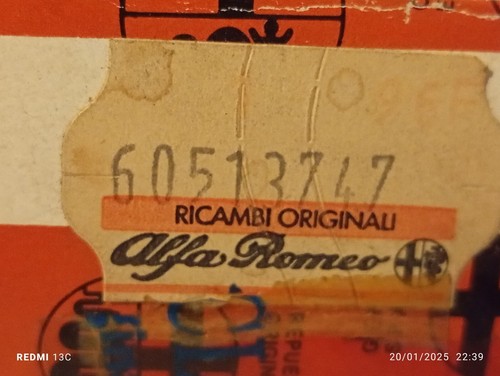 60513747
RICAMBI ORIGINALI
Alfa Romeo
REDMI 13C
20/01/2025 22:39